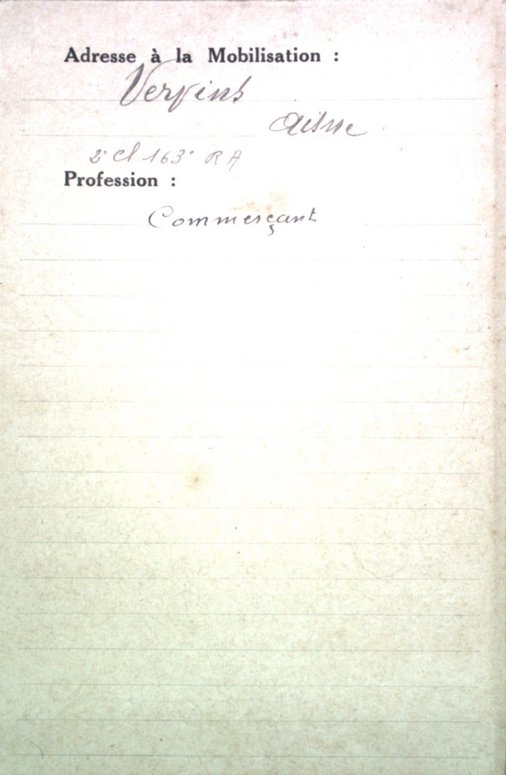 Adresse à la Mobilisation :
Vervins
Aisne
2e cl 163e RA
Profession :
Commerçant